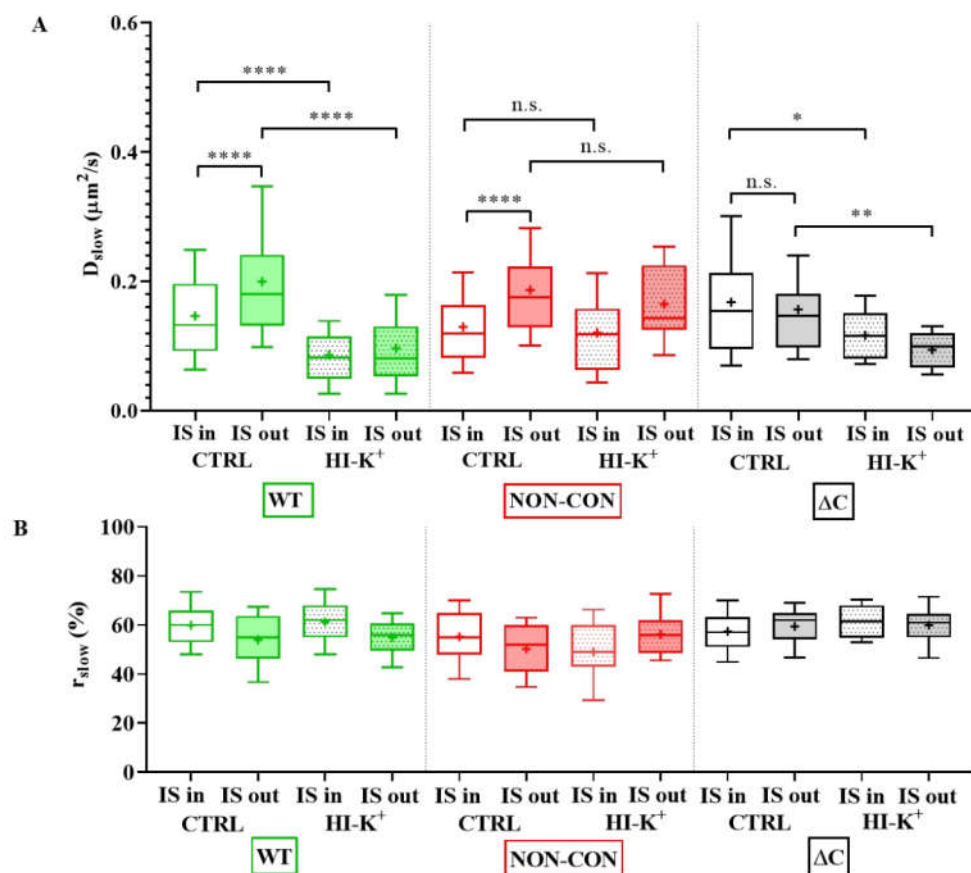 A
0.6
0.4
0.2
0.0
Dslow (μm²/s)
**** **** ****
n.s. n.s. ****
* n.s. **
IS in IS out IS in IS out IS in IS out IS in IS out IS in IS out IS in IS out
CTRL HI-K⁺ CTRL HI-K⁺ CTRL HI-K⁺
WT NON-CON ΔC
B
100
80
60
40
20
0
rslow (%)
IS in IS out IS in IS out IS in IS out IS in IS out IS in IS out IS in IS out
CTRL HI-K⁺ CTRL HI-K⁺ CTRL HI-K⁺
WT NON-CON ΔC